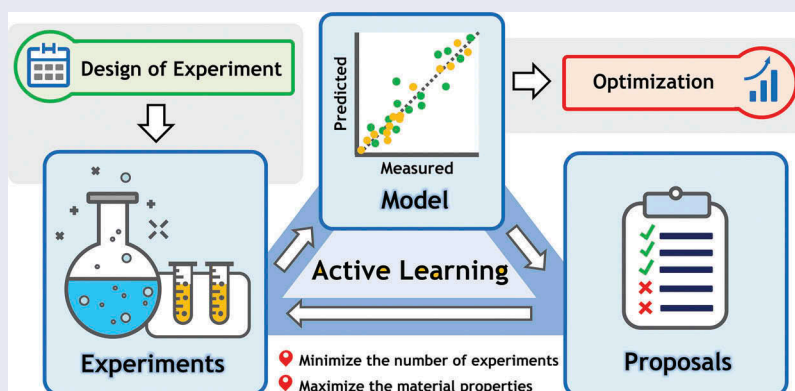 Design of Experiment
Predicted
Measured
Model
Optimization
Active Learning
Experiments
Proposals
Minimize the number of experiments
Maximize the material properties